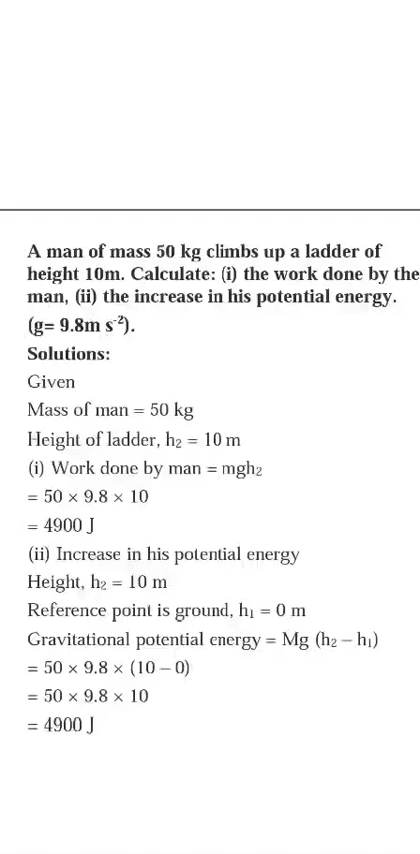 A man of mass 50 kg climbs up a ladder of
height 10m. Calculate: (i) the work done by the
man, (ii) the increase in his potential energy.
(g= 9.8m s⁻²).
Solutions:
Given
Mass of man = 50 kg
Height of ladder, h₂ = 10 m
(i) Work done by man = mgh₂
= 50 × 9.8 × 10
= 4900 J
(ii) Increase in his potential energy
Height, h₂ = 10 m
Reference point is ground, h₁ = 0 m
Gravitational potential energy = Mg (h₂ – h₁)
= 50 × 9.8 × (10 – 0)
= 50 × 9.8 × 10
= 4900 J